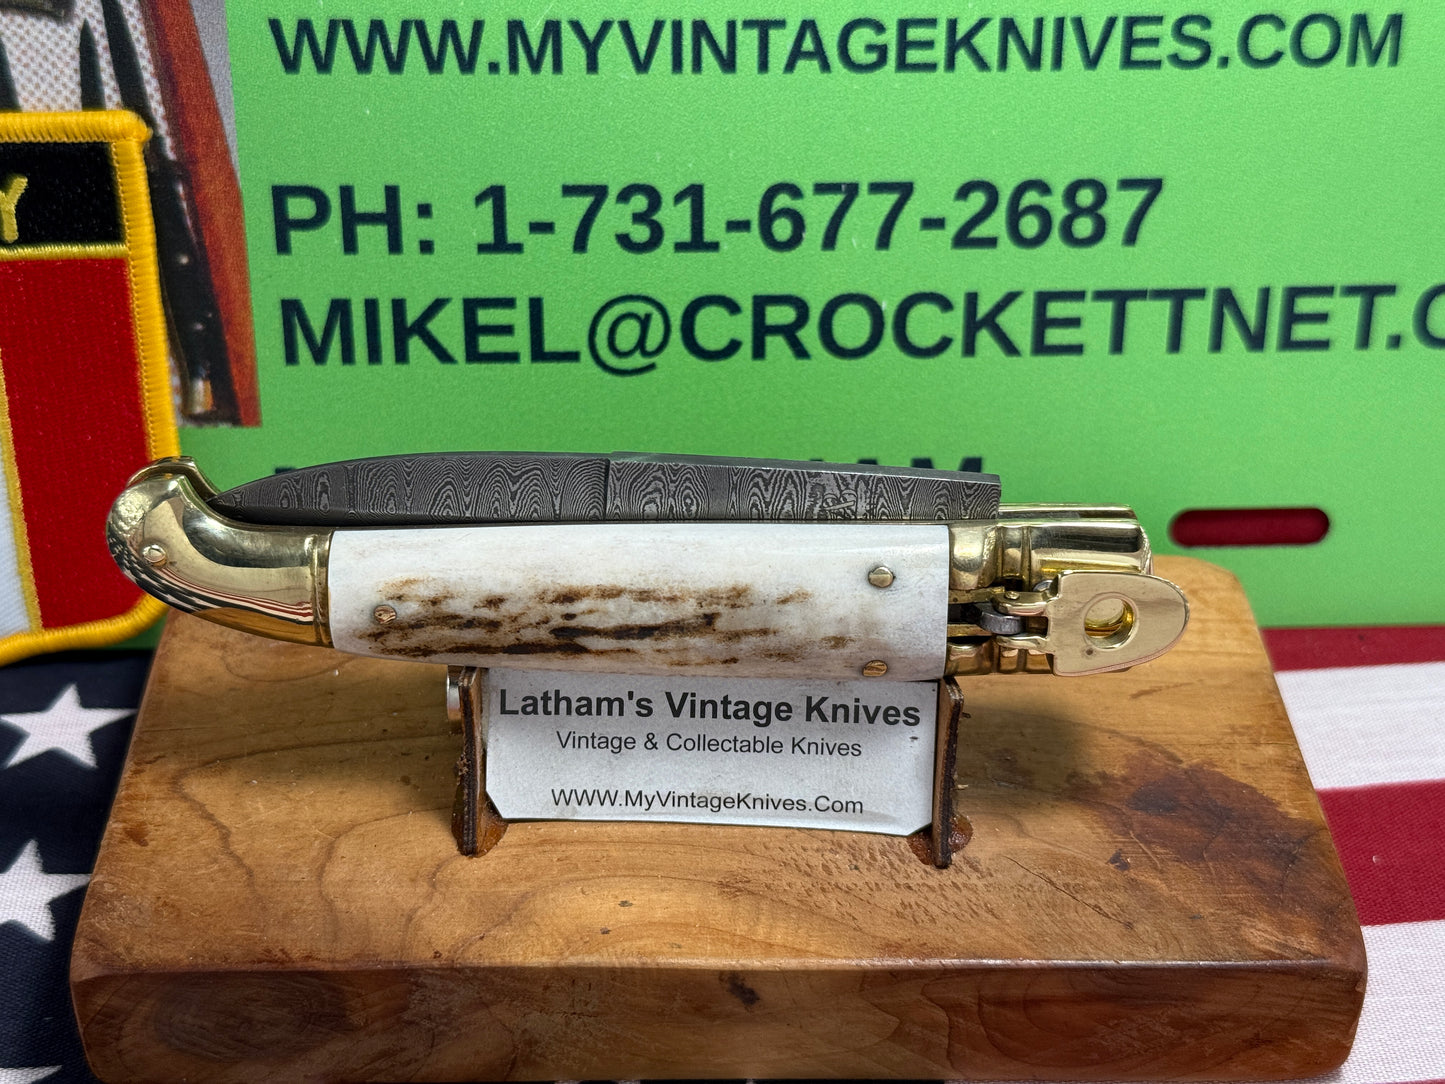 WWW.MYVINTAGEKNIVES.COM
PH: 1-731-677-2687
MIKEL@CROCKETTNET.C
Y
Latham's Vintage Knives
Vintage & Collectable Knives
WWW.MyVintageKnives.Com